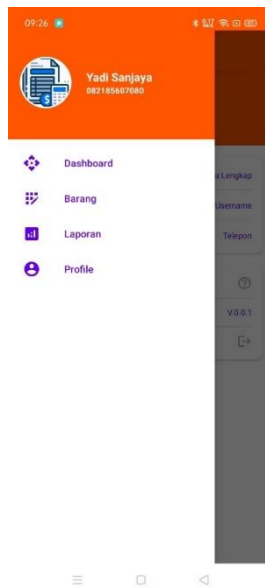 09:26
Yadi Sanjaya
082185607080
Dashboard
Barang
Laporan
Profile
a Lengkap
Username
Telepon
V.0.0.1